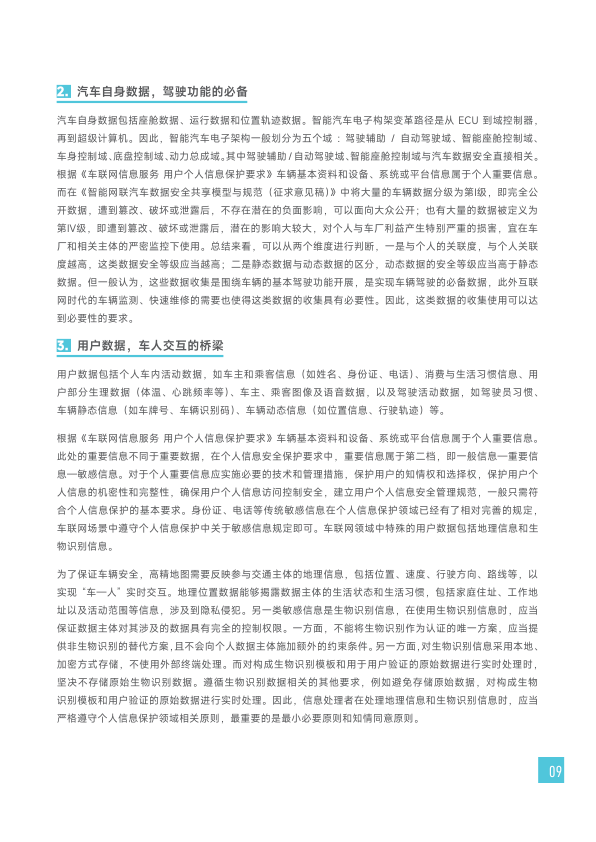 2. 汽车自身数据，驾驶功能的必备
汽车自身数据包括座舱数据、运行数据和位置轨迹数据。智能汽车电子构架变革路径是从 ECU 到域控制器，
再到超级计算机。因此，智能汽车电子架构一般划分为五个域 : 驾驶辅助 / 自动驾驶域、智能座舱控制域、
车身控制域、底盘控制域、动力总成域。其中驾驶辅助/自动驾驶域、智能座舱控制域与汽车数据安全直接相关。
根据《车联网信息服务 用户个人信息保护要求》车辆基本资料和设备、系统或平台信息属于个人重要信息。
而在《智能网联汽车数据安全共享模型与规范（征求意见稿）》中将大量的车辆数据分级为第Ⅰ级，即完全公
开数据，遭到篡改、破坏或泄露后，不存在潜在的负面影响，可以面向大众公开；也有大量的数据被定义为
第Ⅳ级，即遭到篡改、破坏或泄露后，潜在的影响大较大，对个人与车厂利益产生特别严重的损害，宜在车
厂和相关主体的严密监控下使用。总结来看，可以从两个维度进行判断，一是与个人的关联度，与个人关联
度越高，这类数据安全等级应当越高；二是静态数据与动态数据的区分，动态数据的安全等级应当高于静态
数据。但一般认为，这些数据收集是围绕车辆的基本驾驶功能开展，是实现车辆驾驶的必备数据，此外互联
网时代的车辆监测、快速维修的需要也使得这类数据的收集具有必要性。因此，这类数据的收集使用可以达
到必要性的要求。
3. 用户数据，车人交互的桥梁
用户数据包括个人车内活动数据，如车主和乘客信息（如姓名、身份证、电话）、消费与生活习惯信息、用
户部分生理数据（体温、心跳频率等）、车主、乘客图像及语音数据，以及驾驶活动数据，如驾驶员习惯、
车辆静态信息（如车牌号、车辆识别码）、车辆动态信息（如位置信息、行驶轨迹）等。
根据《车联网信息服务 用户个人信息保护要求》车辆基本资料和设备、系统或平台信息属于个人重要信息。
此处的重要信息不同于重要数据，在个人信息安全保护要求中，重要信息属于第二档，即一般信息—重要信
息—敏感信息。对于个人重要信息应实施必要的技术和管理措施，保护用户的知情权和选择权，保护用户个
人信息的机密性和完整性，确保用户个人信息访问控制安全，建立用户个人信息安全管理规范，一般只需符
合个人信息保护的基本要求。身份证、电话等传统敏感信息在个人信息保护领域已经有了相对完善的规定，
车联网场景中遵守个人信息保护中关于敏感信息规定即可。车联网领域中特殊的用户数据包括地理信息和生
物识别信息。
为了保证车辆安全，高精地图需要反映参与交通主体的地理信息，包括位置、速度、行驶方向、路线等，以
实现 “车—人” 实时交互。地理位置数据能够揭露数据主体的生活状态和生活习惯，包括家庭住址、工作地
址以及活动范围等信息，涉及到隐私侵犯。另一类敏感信息是生物识别信息，在使用生物识别信息时，应当
保证数据主体对其涉及的数据具有完全的控制权限。一方面，不能将生物识别作为认证的唯一方案，应当提
供非生物识别的替代方案，且不会向个人数据主体施加额外的约束条件。另一方面，对生物识别信息采用本地、
加密方式存储，不使用外部终端处理。而对构成生物识别模板和用于用户验证的原始数据进行实时处理时，
坚决不存储原始生物识别数据。遵循生物识别数据相关的其他要求，例如避免存储原始数据，对构成生物
识别模板和用户验证的原始数据进行实时处理。因此，信息处理者在处理地理信息和生物识别信息时，应当
严格遵守个人信息保护领域相关原则，最重要的是最小必要原则和知情同意原则。
09